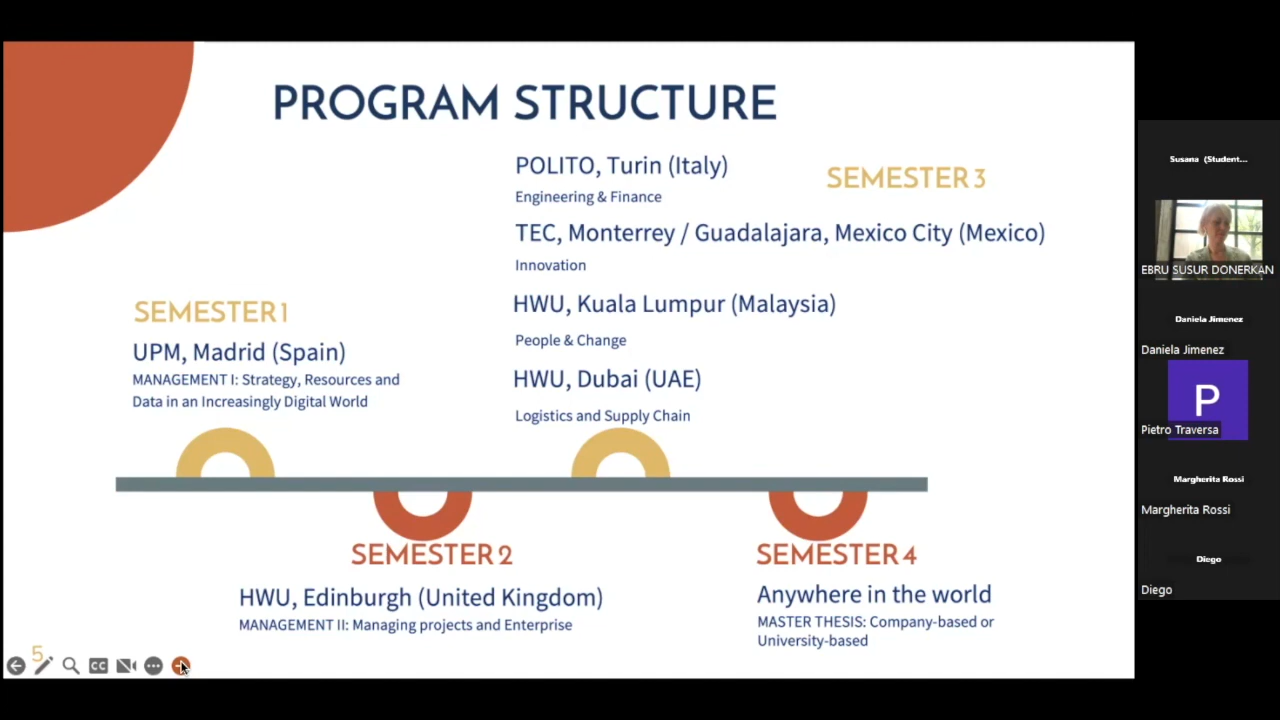 PROGRAM STRUCTURE
POLITO, Turin (Italy)
Engineering & Finance
SEMESTER 3
TEC, Monterrey / Guadalajara, Mexico City (Mexico)
Innovation
HWU, Kuala Lumpur (Malaysia)
People & Change
HWU, Dubai (UAE)
Logistics and Supply Chain
SEMESTER 1
UPM, Madrid (Spain)
MANAGEMENT I: Strategy, Resources and
Data in an Increasingly Digital World
SEMESTER 2
HWU, Edinburgh (United Kingdom)
MANAGEMENT II: Managing projects and Enterprise
SEMESTER 4
Anywhere in the world
MASTER THESIS: Company-based or
University-based
5
CC
Susana (Student...
EBRU SUSUR DONERKAN
Daniela Jimenez
Daniela Jimenez
P
Pietro Traversa
Margherita Rossi
Margherita Rossi
Diego
Diego